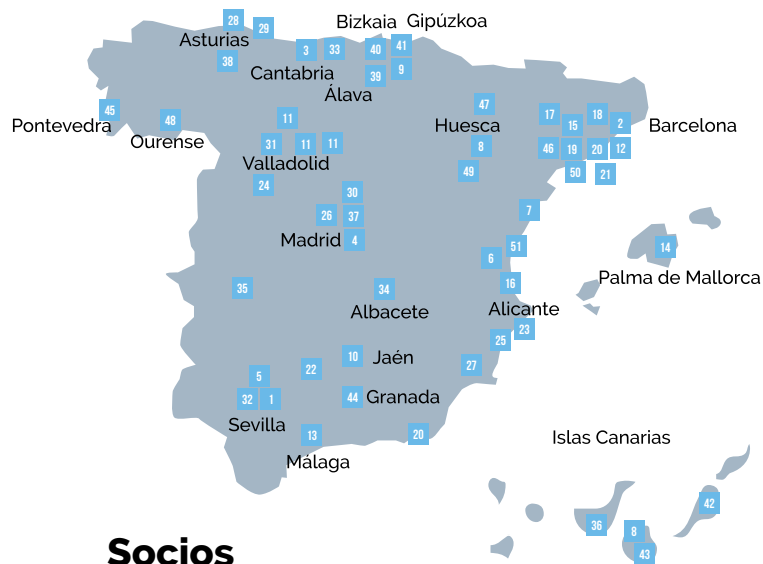 28
29
Bizkaia
Gipúzkoa
Asturias
3
33
40
41
38
Cantabria
39
9
Álava
45
Pontevedra
48
Ourense
11
47
17
18
15
2
Barcelona
Huesca
31
11
11
8
46
19
20
12
Valladolid
24
49
50
21
30
26
37
7
Madrid
4
51
6
14
Palma de Mallorca
35
34
16
Albacete
Alicante
23
25
10
Jaén
22
27
5
32
1
44
Granada
Sevilla
13
20
Málaga
Islas Canarias
42
36
8
43
Socios